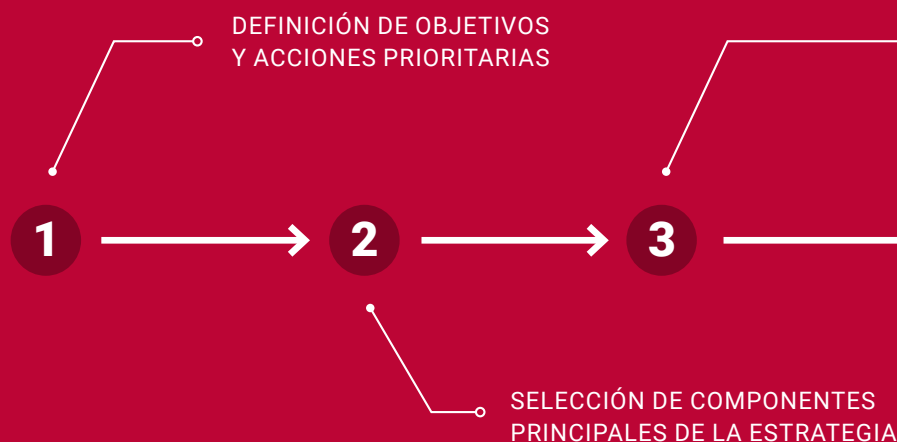 DEFINICIÓN DE OBJETIVOS
Y ACCIONES PRIORITARIAS
1
2
3
SELECCIÓN DE COMPONENTES
PRINCIPALES DE LA ESTRATEGIA